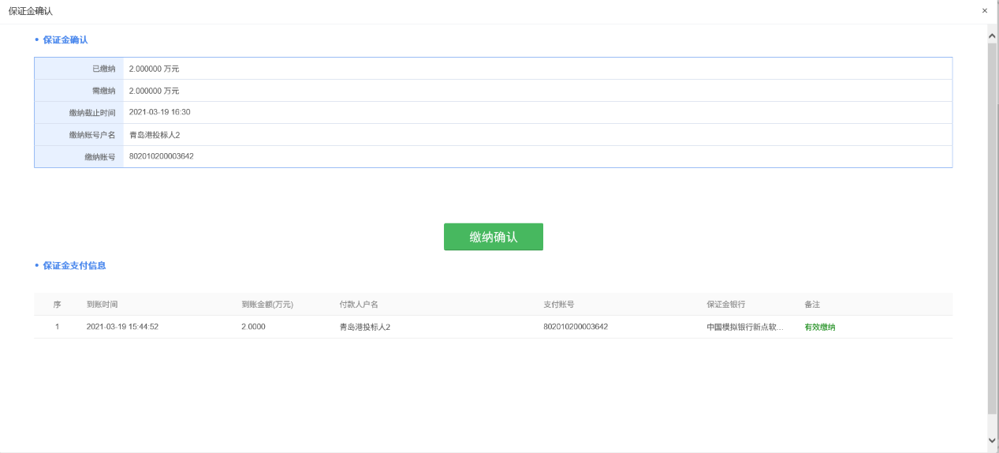 保证金确认 ×
• 保证金确认
已缴纳 2.000000 万元
需缴纳 2.000000 万元
缴纳截止时间 2021-03-19 16:30
缴纳账号户名 青岛港投标人2
缴纳账号 802010200003642
缴纳确认
• 保证金支付信息
序 到账时间 到账金额(万元) 付款人户名 支付账号 保证金银行 备注
1 2021-03-19 15:44:52 2.0000 青岛港投标人2 802010200003642 中国模拟银行新点软... 有效缴纳